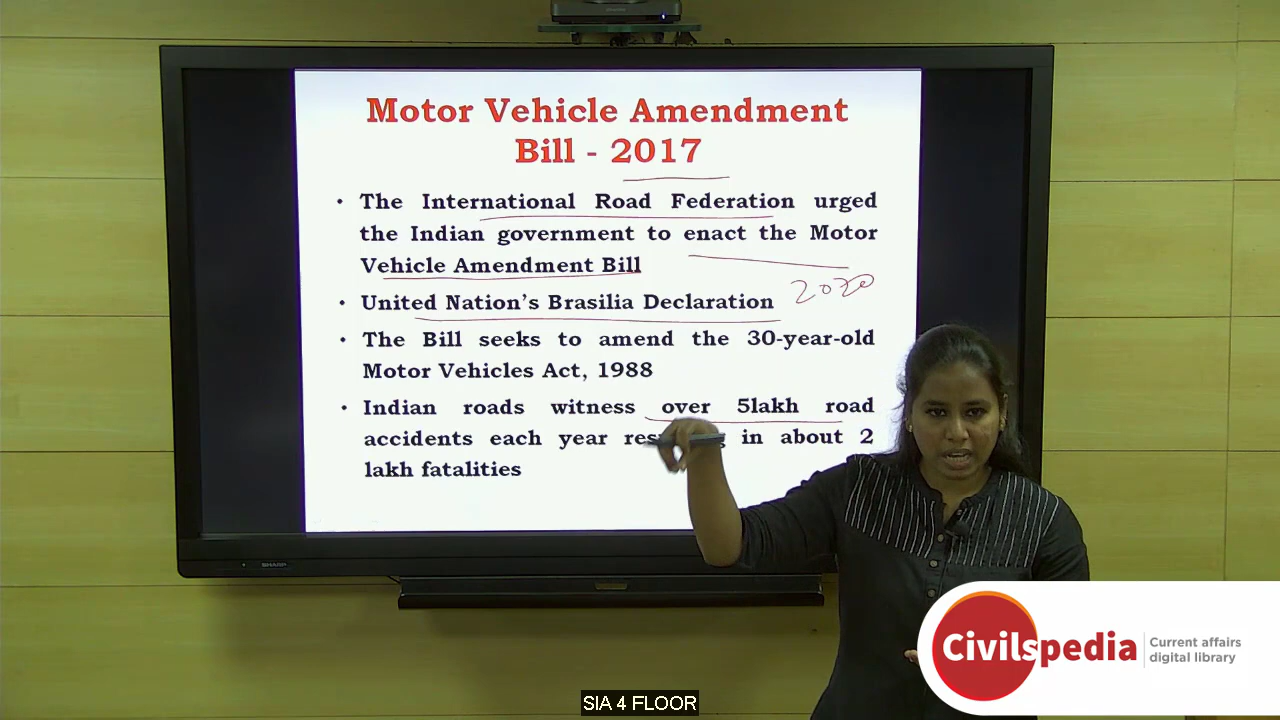 Motor Vehicle Amendment
Bill - 2017
• The International Road Federation urged
the Indian government to enact the Motor
Vehicle Amendment Bill
• United Nation's Brasilia Declaration 2020
• The Bill seeks to amend the 30-year-old
Motor Vehicles Act, 1988
• Indian roads witness over 5lakh road
accidents each year in about 2
lakh fatalities
SHARP
Civilspedia
Current affairs
digital library
SIA 4 FLOOR